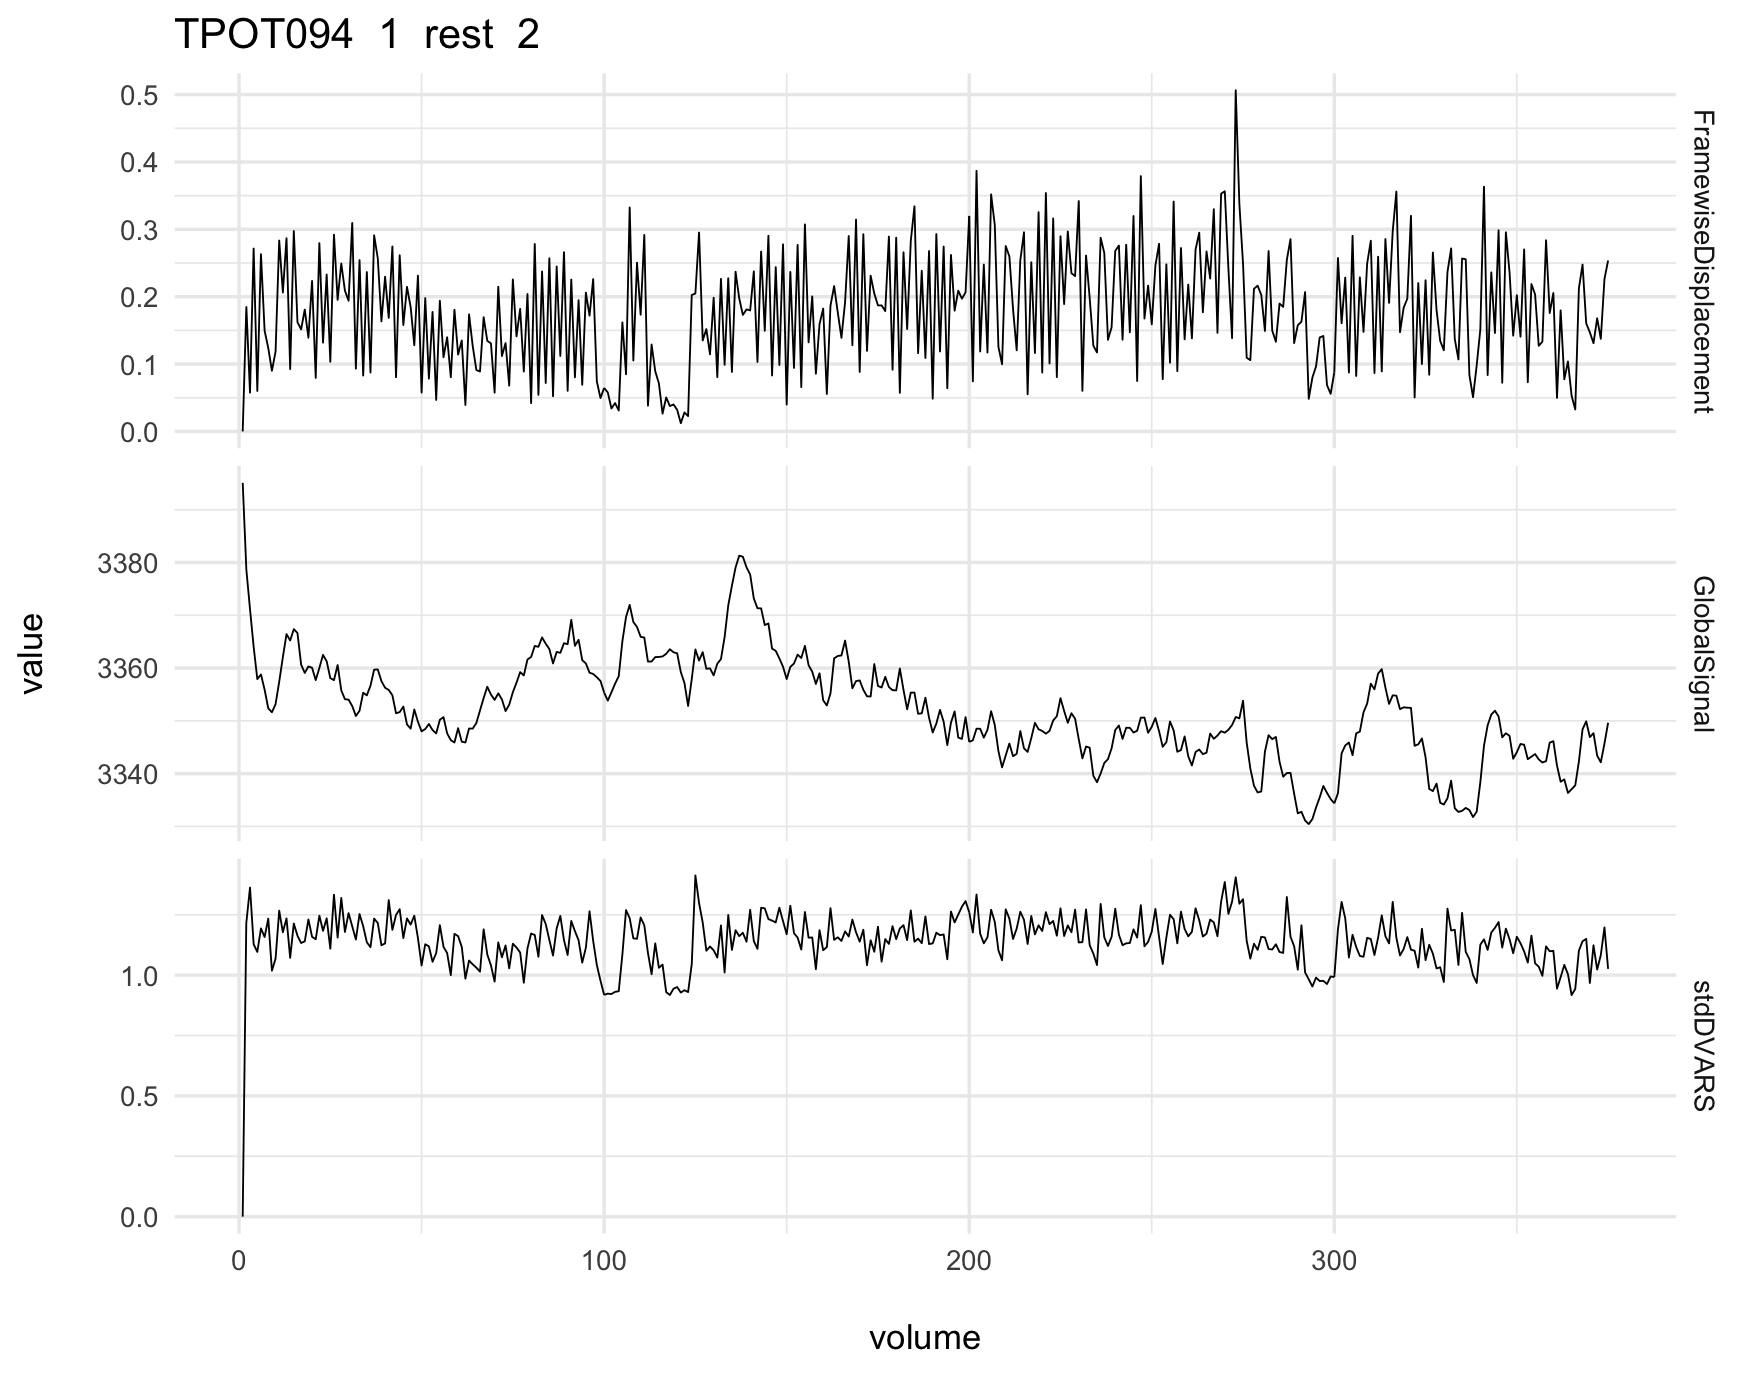 TPOT094 1 rest 2
0.5
0.4
0.3
0.2
0.1
0.0
FramewiseDisplacement
3380
3360
3340
GlobalSignal
value
1.0
0.5
0.0
stdDVARS
0 100 200 300
volume